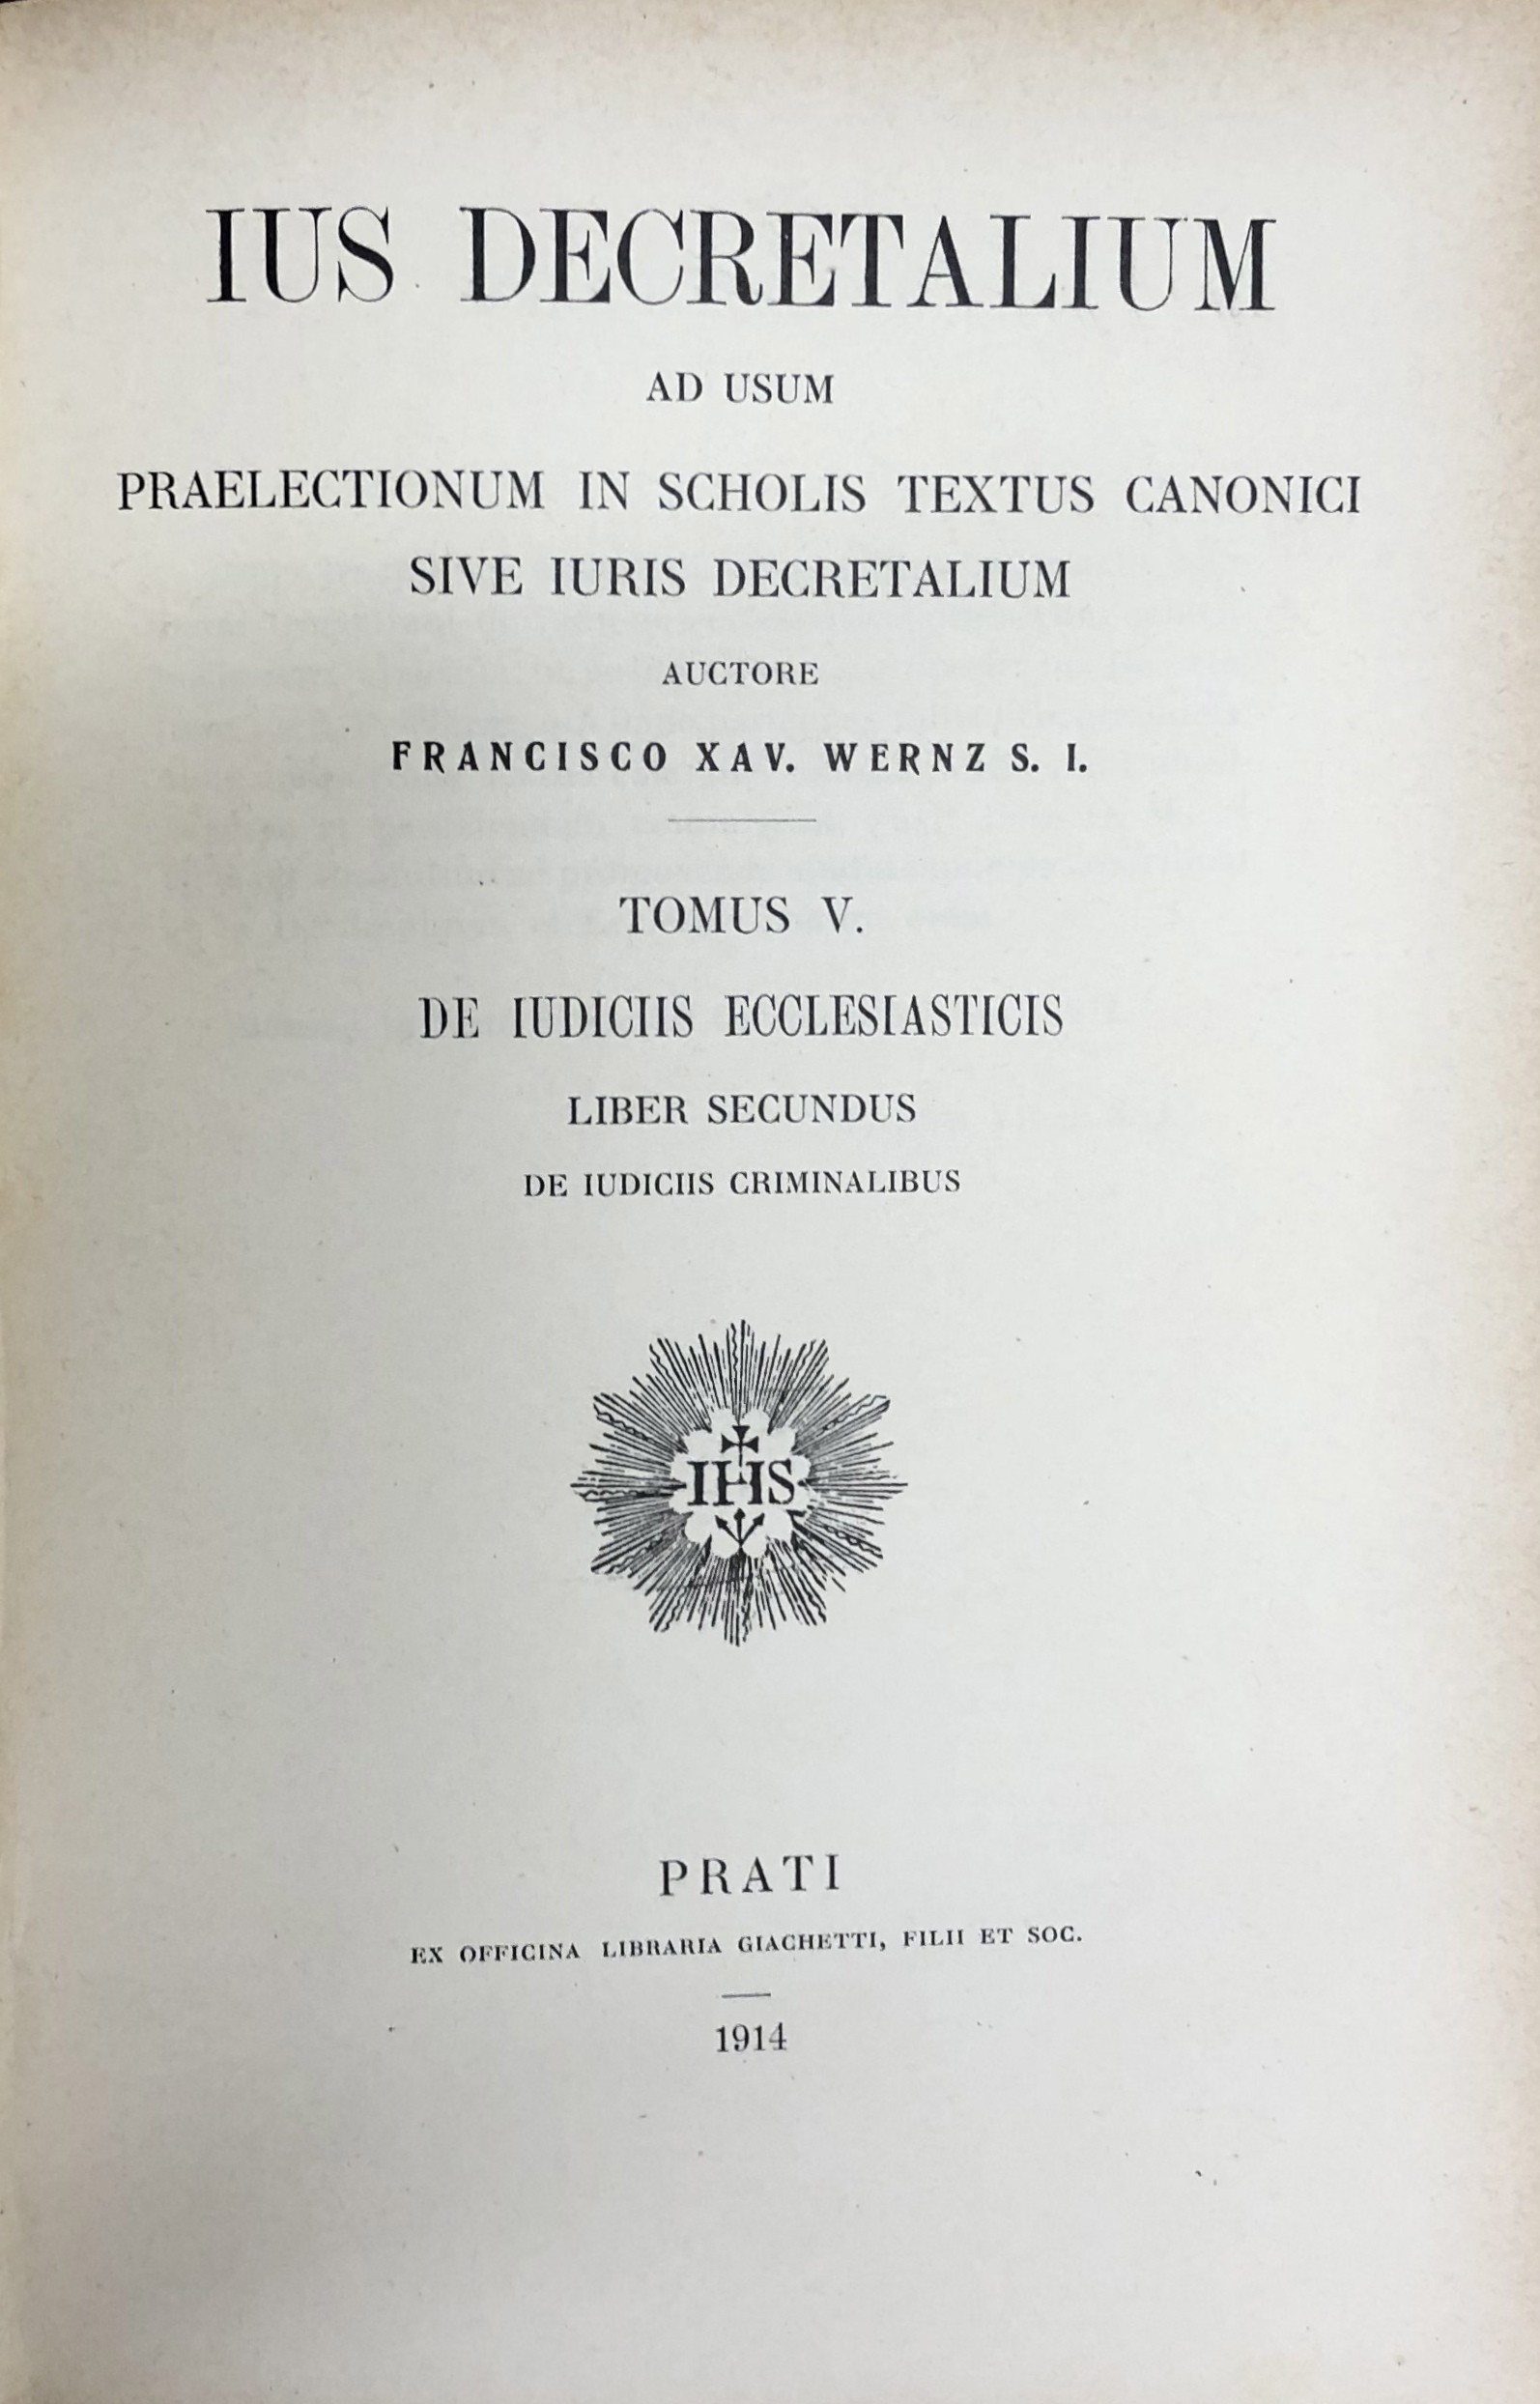 IUS DECRETALIUM
AD USUM
PRAELECTIONUM IN SCHOLIS TEXTUS CANONICI
SIVE IURIS DECRETALIUM
AUCTORE
FRANCISCO XAV. WERNZ S. I.
TOMUS V.
DE IUDICIIS ECCLESIASTICIS
LIBER SECUNDUS
DE IUDICIIS CRIMINALIBUS
IHS
PRATI
EX OFFICINA LIBRARIA GIACHETTI, FILII ET SOC.
1914